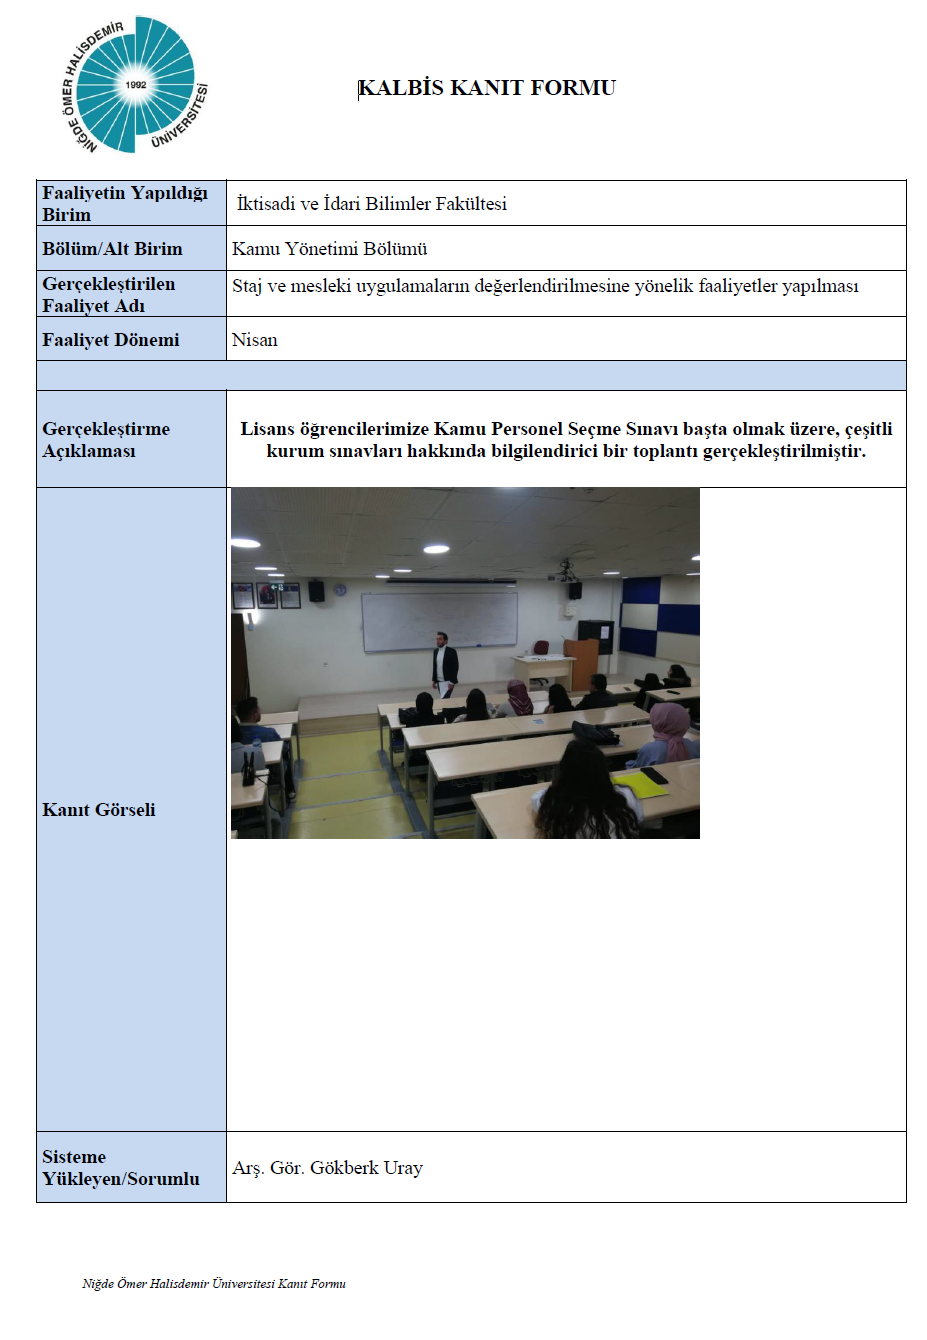 NİĞDE ÖMER HALİSDEMİR
ÜNİVERSİTESİ
1992
KALBİS KANIT FORMU
Faaliyetin Yapıldığı
Birim
İktisadi ve İdari Bilimler Fakültesi
Bölüm/Alt Birim
Kamu Yönetimi Bölümü
Gerçekleştirilen
Faaliyet Adı
Staj ve mesleki uygulamaların değerlendirilmesine yönelik faaliyetler yapılması
Faaliyet Dönemi
Nisan
Gerçekleştirme
Açıklaması
Lisans öğrencilerimize Kamu Personel Seçme Sınavı başta olmak üzere, çeşitli
kurum sınavları hakkında bilgilendirici bir toplantı gerçekleştirilmiştir.
Kanıt Görseli
Sisteme
Yükleyen/Sorumlu
Arş. Gör. Gökberk Uray
Niğde Ömer Halisdemir Üniversitesi Kanıt Formu